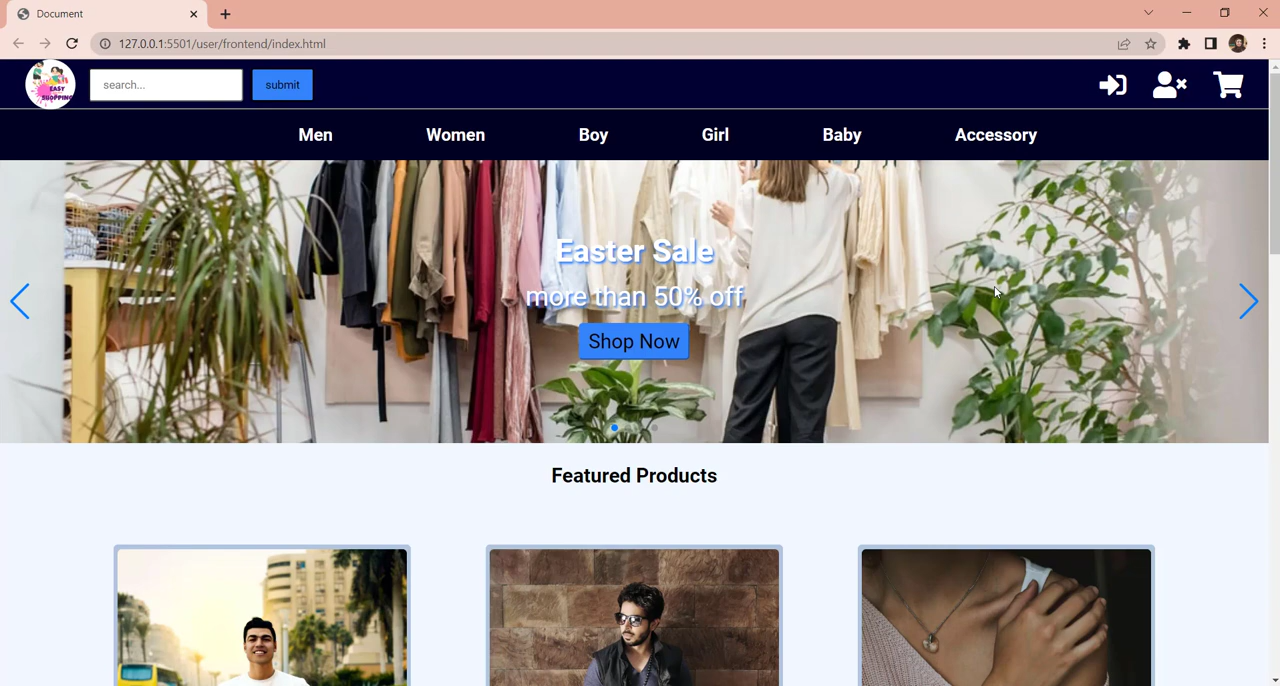 Document
127.0.0.1:5501/user/frontend/index.html
EASY
SHOPPING
search...
submit
Men
Women
Boy
Girl
Baby
Accessory
Easter Sale
more than 50% off
Shop Now
Featured Products